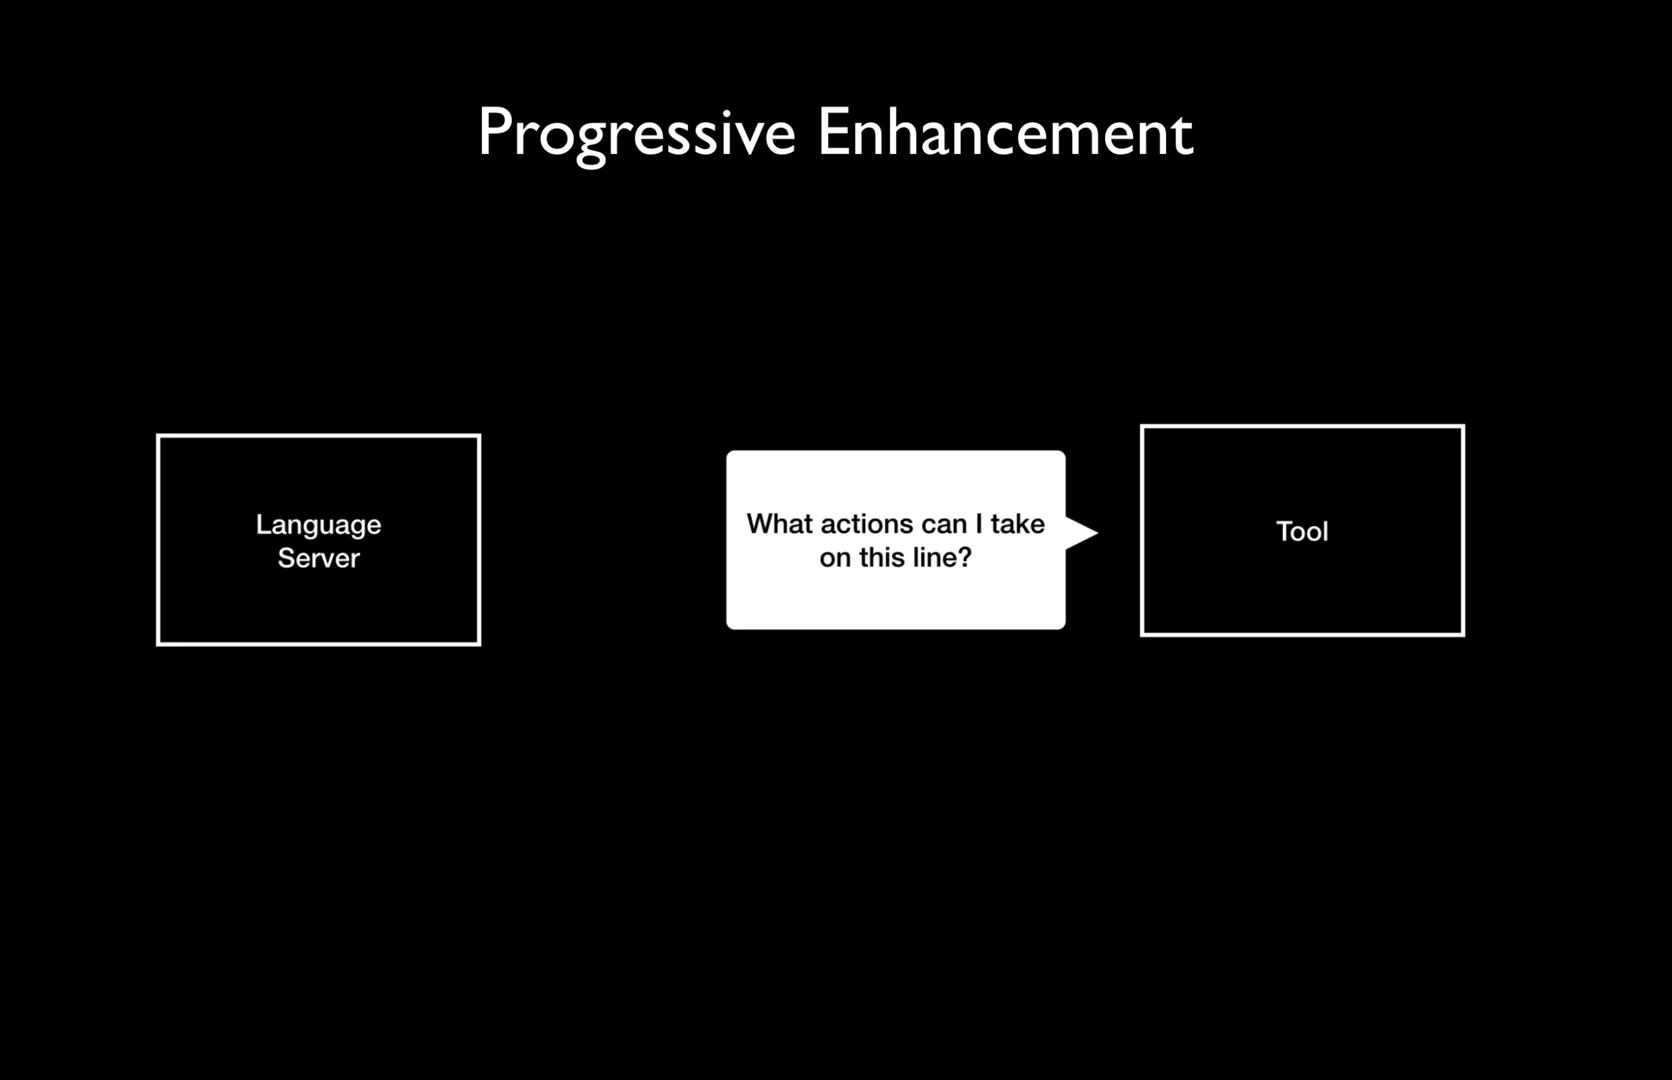 Progressive Enhancement
Language
Server
What actions can I take
on this line?
Tool